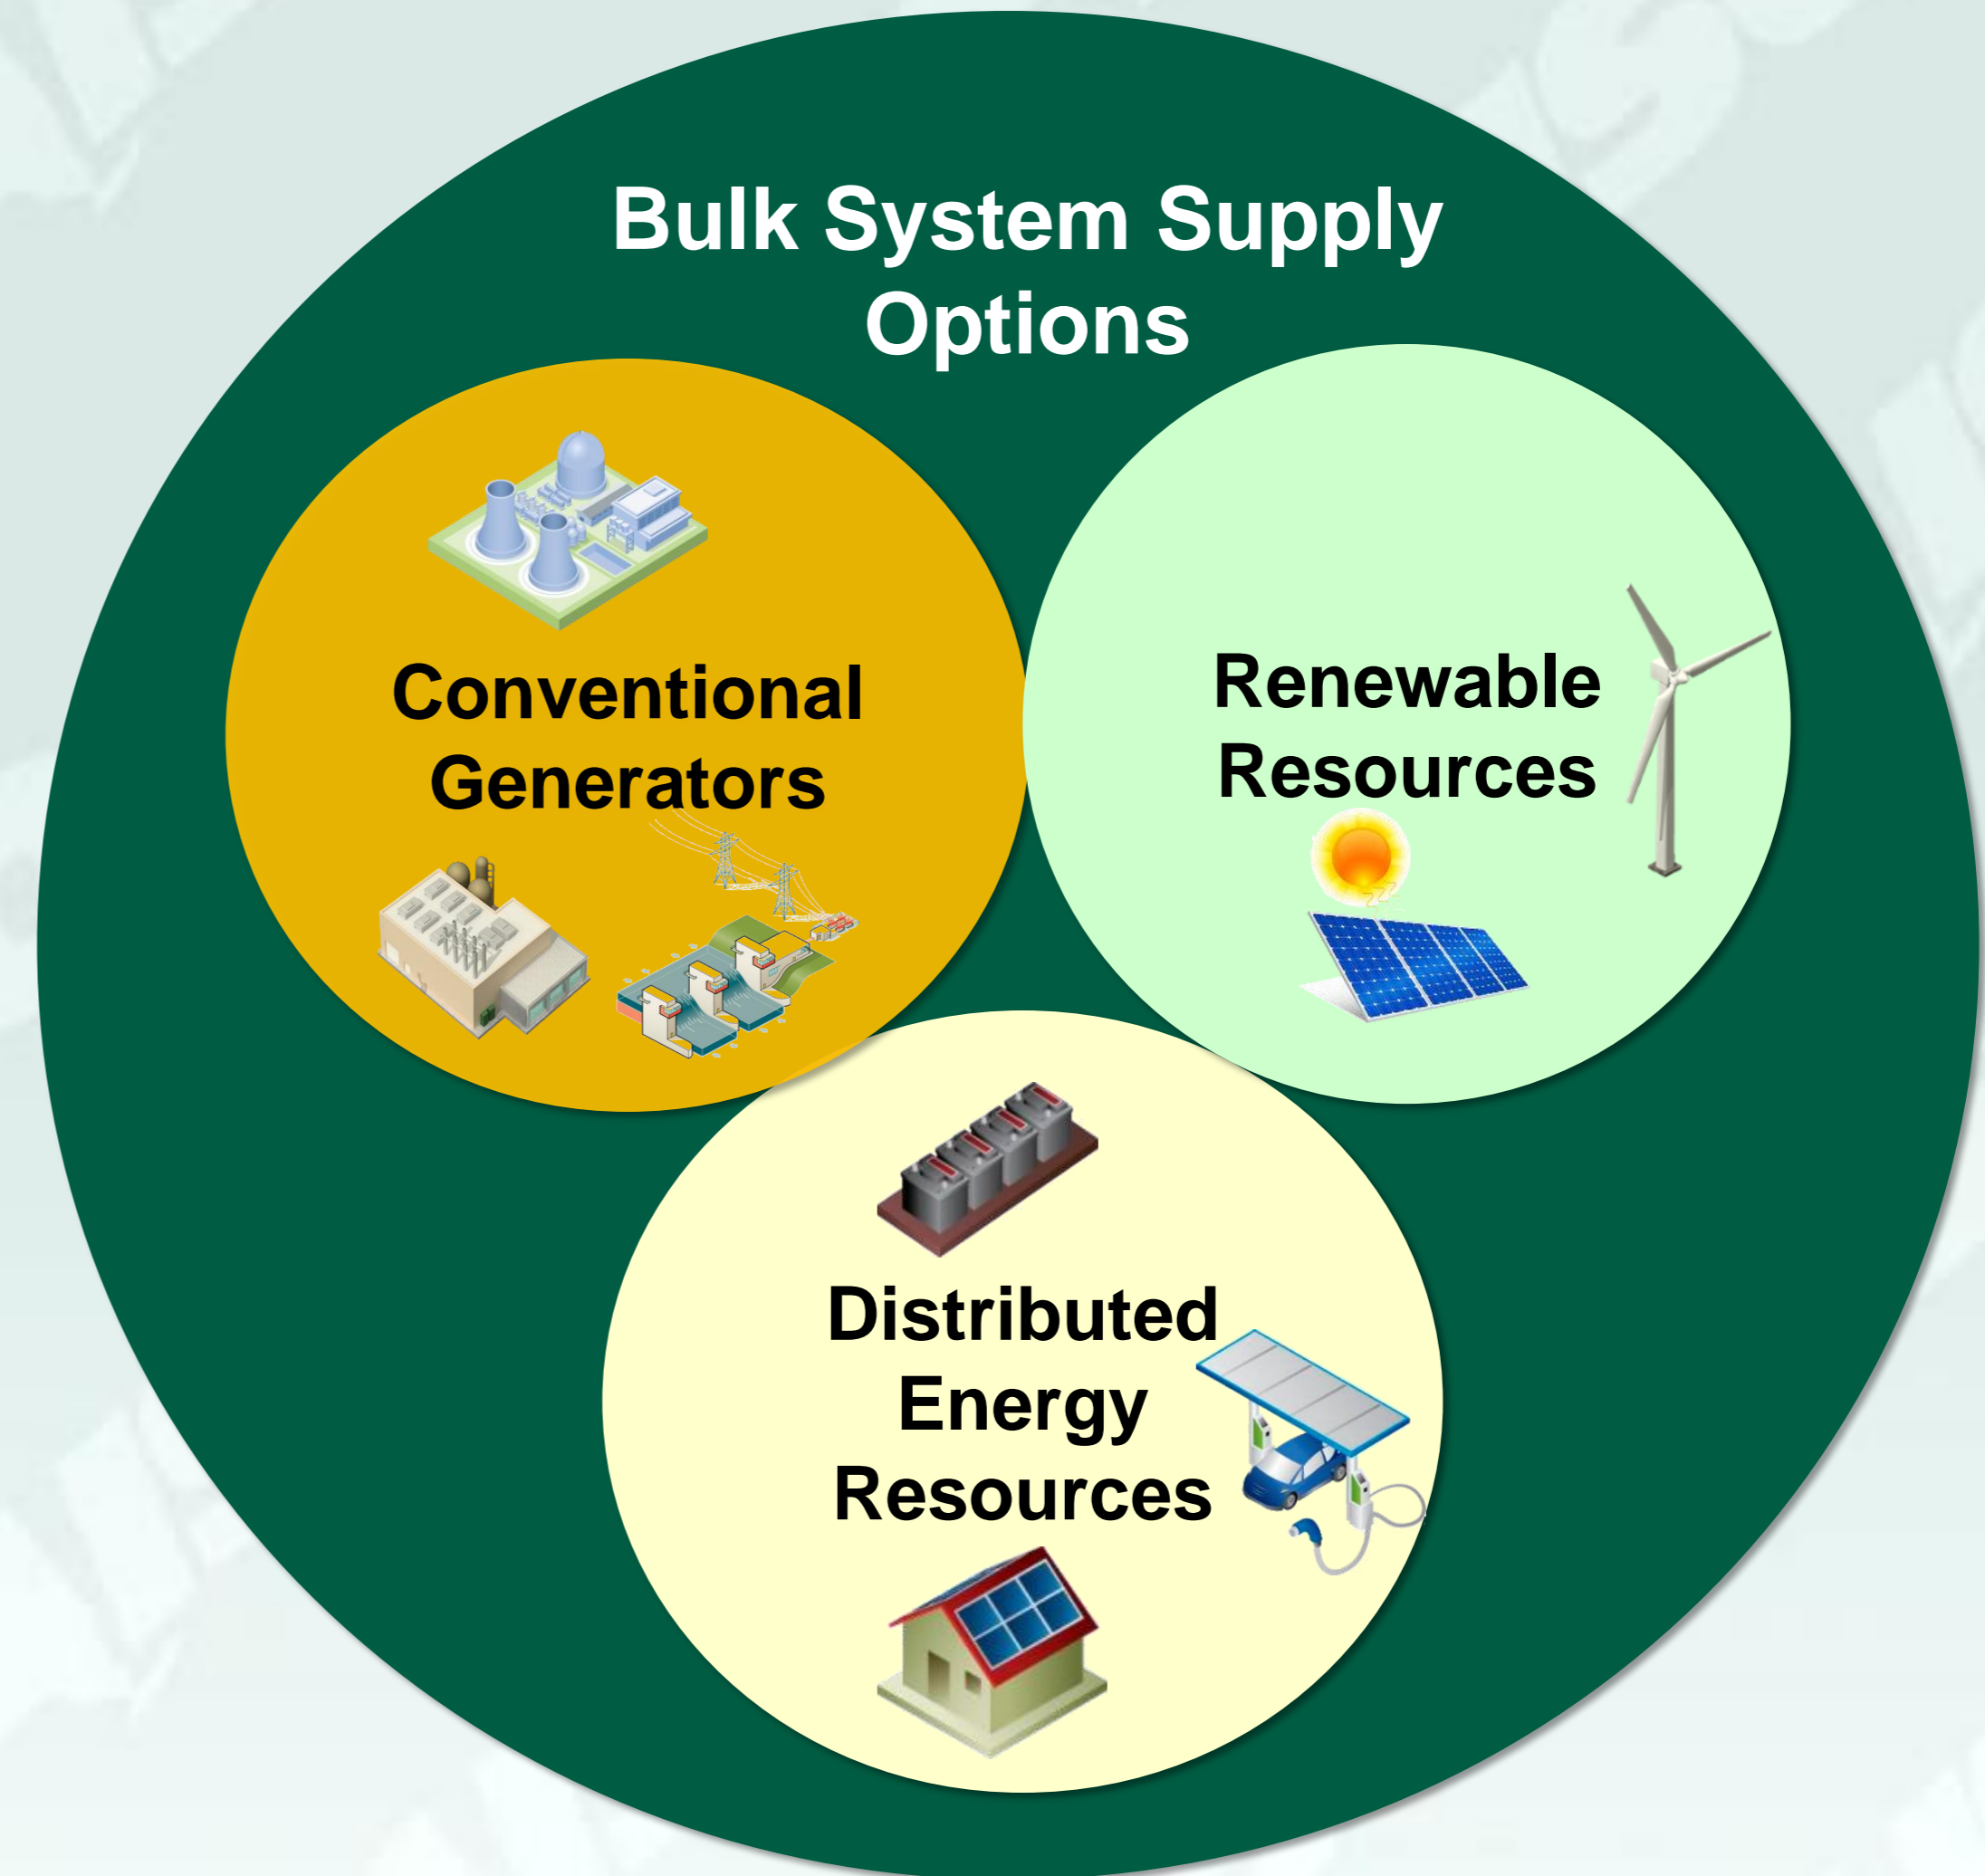 Bulk System Supply
Options
Conventional
Generators
Renewable
Resources
Distributed
Energy
Resources